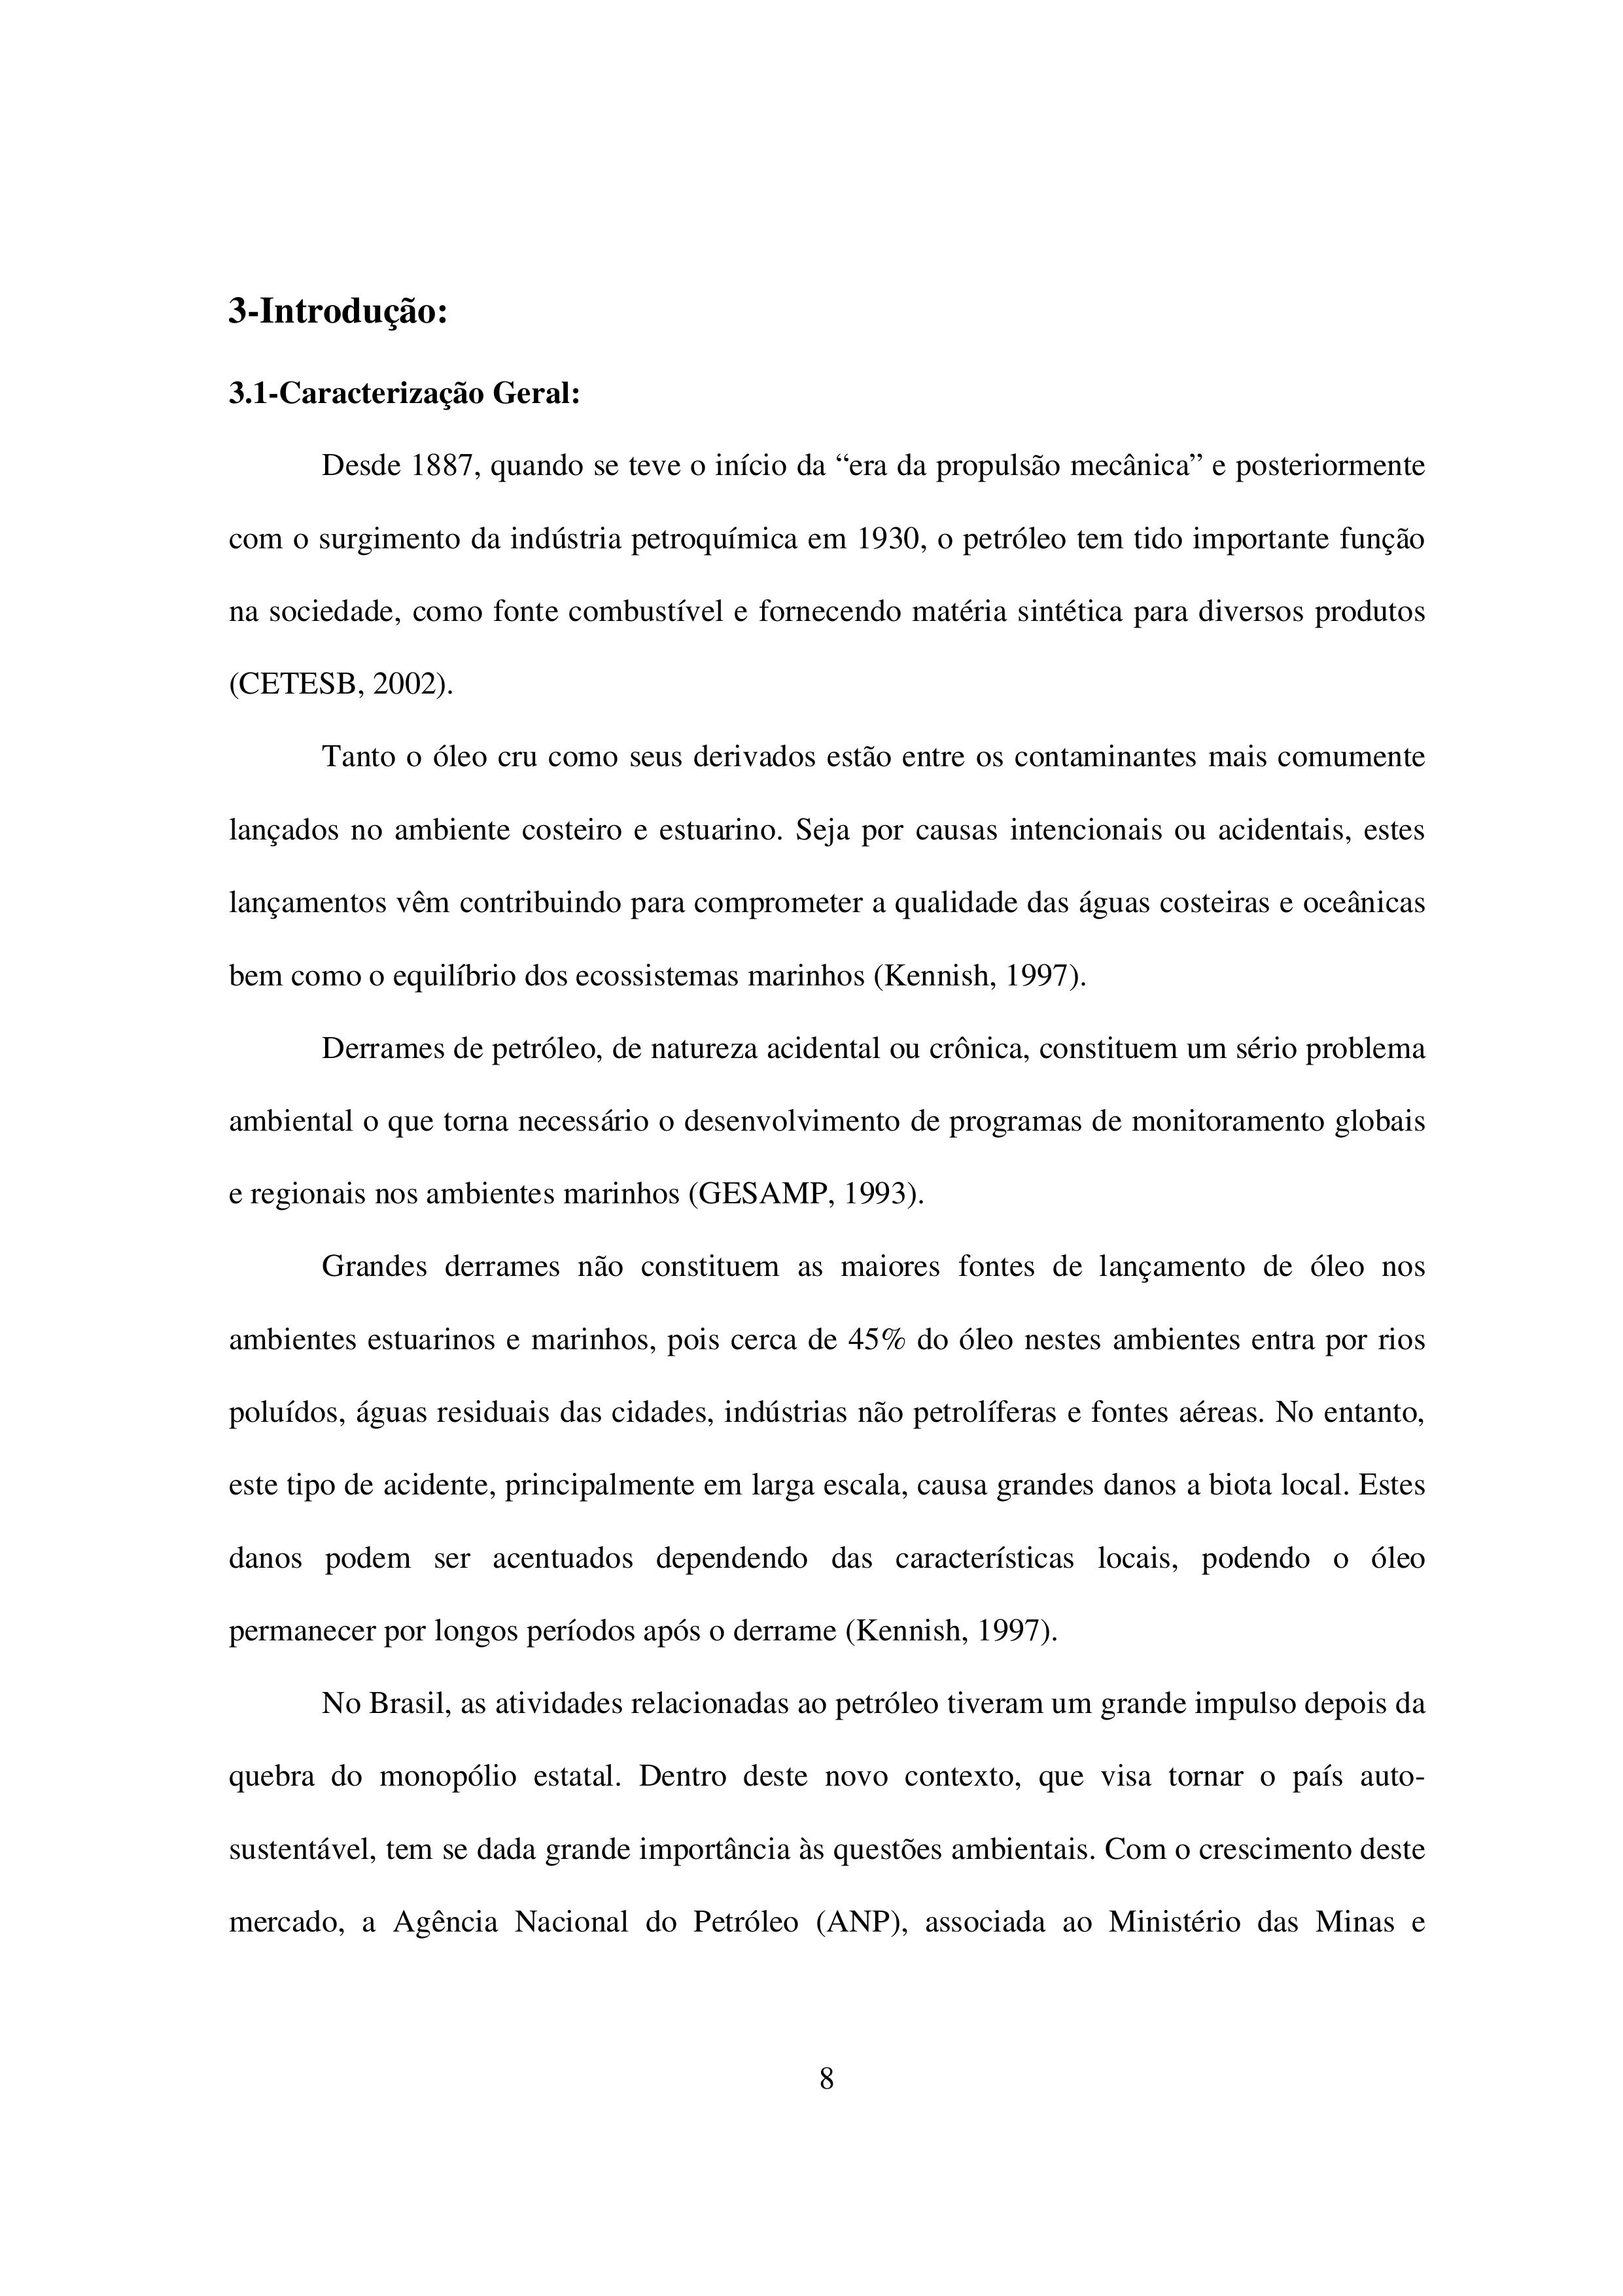 3-Introdução:
3.1-Caracterização Geral:
Desde 1887, quando se teve o início da “era da propulsão mecânica” e posteriormente
com o surgimento da indústria petroquímica em 1930, o petróleo tem tido importante função
na sociedade, como fonte combustível e fornecendo matéria sintética para diversos produtos
(CETESB, 2002).
Tanto o óleo cru como seus derivados estão entre os contaminantes mais comumente
lançados no ambiente costeiro e estuarino. Seja por causas intencionais ou acidentais, estes
lançamentos vêm contribuindo para comprometer a qualidade das águas costeiras e oceânicas
bem como o equilíbrio dos ecossistemas marinhos (Kennish, 1997).
Derrames de petróleo, de natureza acidental ou crônica, constituem um sério problema
ambiental o que torna necessário o desenvolvimento de programas de monitoramento globais
e regionais nos ambientes marinhos (GESAMP, 1993).
Grandes derrames não constituem as maiores fontes de lançamento de óleo nos
ambientes estuarinos e marinhos, pois cerca de 45% do óleo nestes ambientes entra por rios
poluídos, águas residuais das cidades, indústrias não petrolíferas e fontes aéreas. No entanto,
este tipo de acidente, principalmente em larga escala, causa grandes danos a biota local. Estes
danos podem ser acentuados dependendo das características locais, podendo o óleo
permanecer por longos períodos após o derrame (Kennish, 1997).
No Brasil, as atividades relacionadas ao petróleo tiveram um grande impulso depois da
quebra do monopólio estatal. Dentro deste novo contexto, que visa tornar o país auto-
sustentável, tem se dada grande importância às questões ambientais. Com o crescimento deste
mercado, a Agência Nacional do Petróleo (ANP), associada ao Ministério das Minas e
8